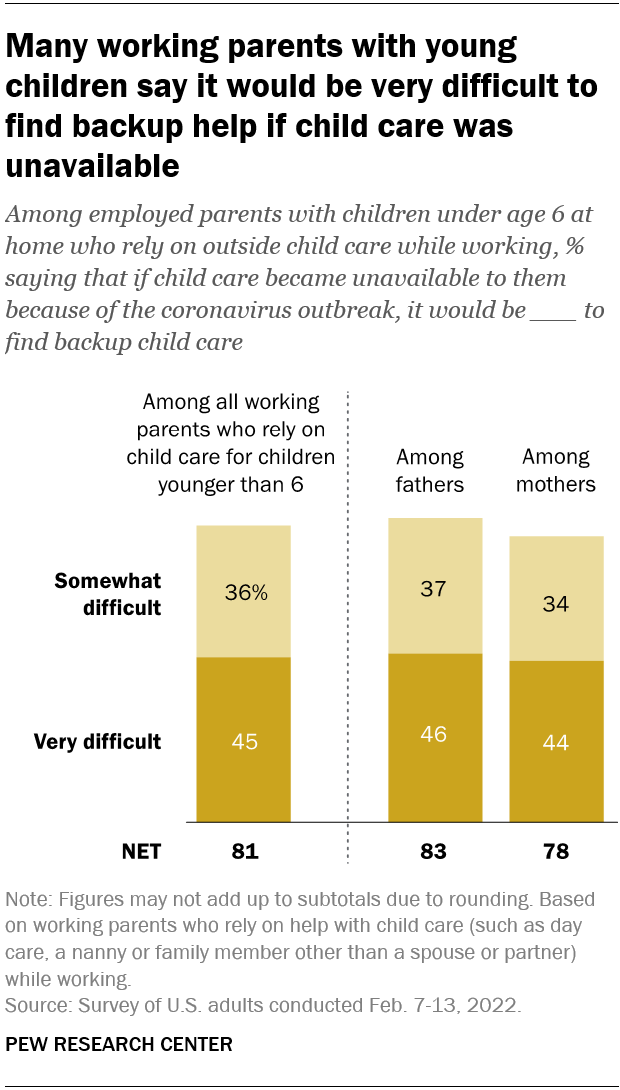 Many working parents with young
children say it would be very difficult to
find backup help if child care was
unavailable
Among employed parents with children under age 6 at
home who rely on outside child care while working, %
saying that if child care became unavailable to them
because of the coronavirus outbreak, it would be ___ to
find backup child care
Among all working
parents who rely on
child care for children
younger than 6
Among
fathers
Among
mothers
Somewhat
difficult
36%
37
34
Very difficult
45
46
44
NET
81
83
78
Note: Figures may not add up to subtotals due to rounding. Based
on working parents who rely on help with child care (such as day
care, a nanny or family member other than a spouse or partner)
while working.
Source: Survey of U.S. adults conducted Feb. 7-13, 2022.
PEW RESEARCH CENTER